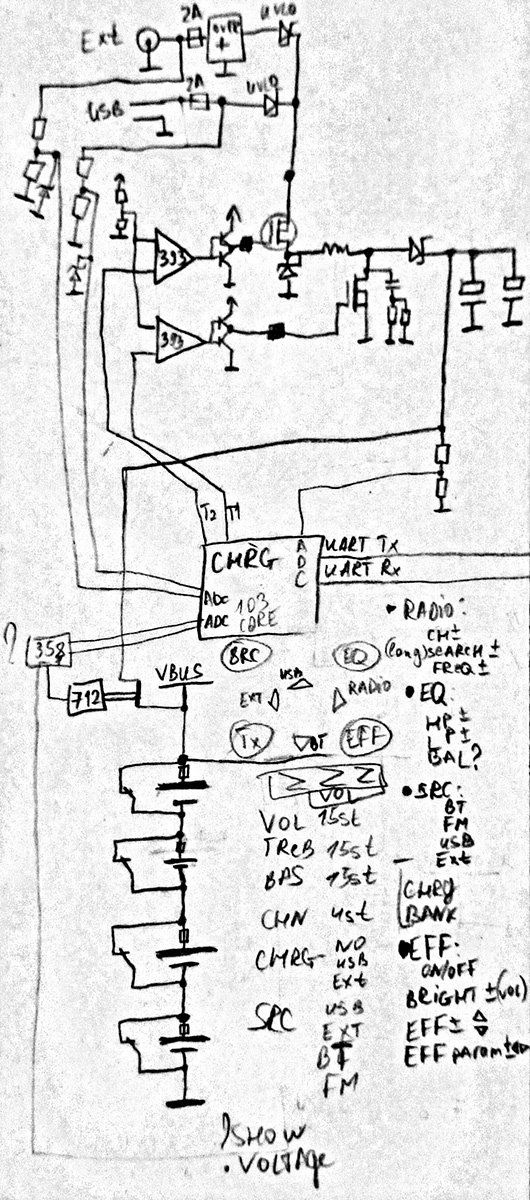 Ext
2A
OVER
+
UVLO
USB
2A
UVLO
393
393
T2
T1
CHRG
A
D
C
UART Tx
UART Rx
ADC
ADC
103
CORE
?
358
712
VBUS
SRC
EQ
USB
EXT
RADIO
Tx
BT
EFF
VOL
VOL 15st
TREB 15st
BAS 15st
CHN 4st
CHRG NO
USB
Ext
SRC USB
EXT
BT
FM
• RADIO:
CH±
(long) SEARCH ±
FREQ ±
• EQ:
HP ±
LP ±
BAL?
• SRC:
BT
FM
USB
Ext
CHRG
BANK
• EFF:
ON/OFF
BRIGHT ± (VOL)
EFF±
EFF param ±
SHOW
. VOLTAGE